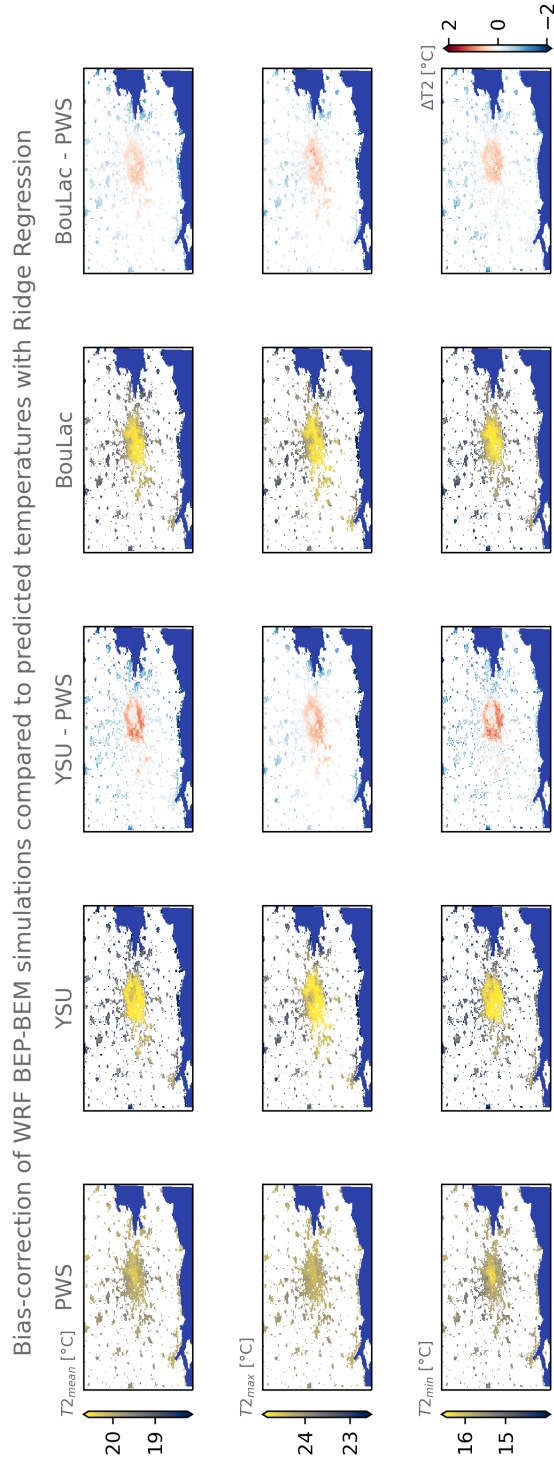 Bias-correction of WRF BEP-BEM simulations compared to predicted temperatures with Ridge Regression
PWS YSU YSU - PWS BouLac BouLac - PWS
T2mean [°C]
20
19
T2max [°C]
24
23
T2min [°C]
16
15
ΔT2 [°C]
2
0
−2